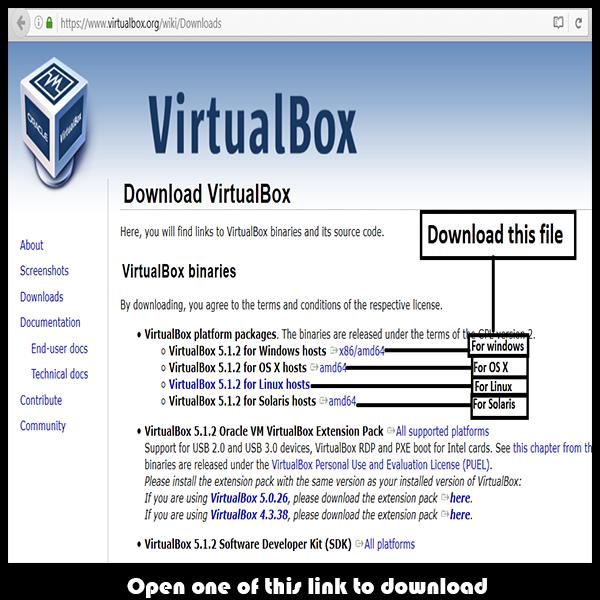 https://www.virtualbox.org/wiki/Downloads
ORACLE
VirtualBox
VirtualBox
Download VirtualBox
Here, you will find links to VirtualBox binaries and its source code.
Download this file
About
Screenshots
Downloads
Documentation
End-user docs
Technical docs
Contribute
Community
VirtualBox binaries
By downloading, you agree to the terms and conditions of the respective license.
• VirtualBox platform packages. The binaries are released under the terms of the GPL version 2.
VirtualBox 5.1.2 for Windows hosts x86/amd64 For windows
VirtualBox 5.1.2 for OS X hosts amd64 For OS X
VirtualBox 5.1.2 for Linux hosts For Linux
VirtualBox 5.1.2 for Solaris hosts amd64 For Solaris
• VirtualBox 5.1.2 Oracle VM VirtualBox Extension Pack All supported platforms
Support for USB 2.0 and USB 3.0 devices, VirtualBox RDP and PXE boot for Intel cards. See this chapter from th
binaries are released under the VirtualBox Personal Use and Evaluation License (PUEL).
Please install the extension pack with the same version as your installed version of VirtualBox:
If you are using VirtualBox 5.0.26, please download the extension pack here.
If you are using VirtualBox 4.3.38, please download the extension pack here.
• VirtualBox 5.1.2 Software Developer Kit (SDK) All platforms
Open one of this link to download